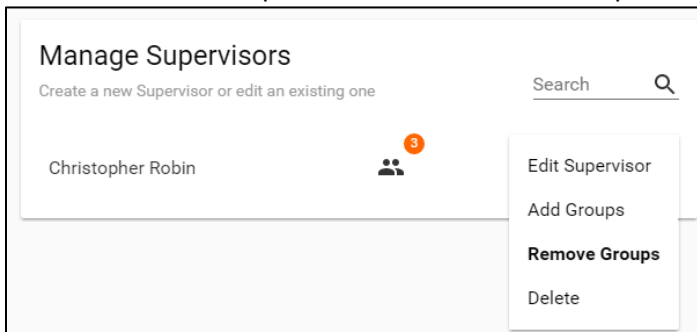 Manage Supervisors
Create a new Supervisor or edit an existing one
Search
Christopher Robin
3
Edit Supervisor
Add Groups
Remove Groups
Delete